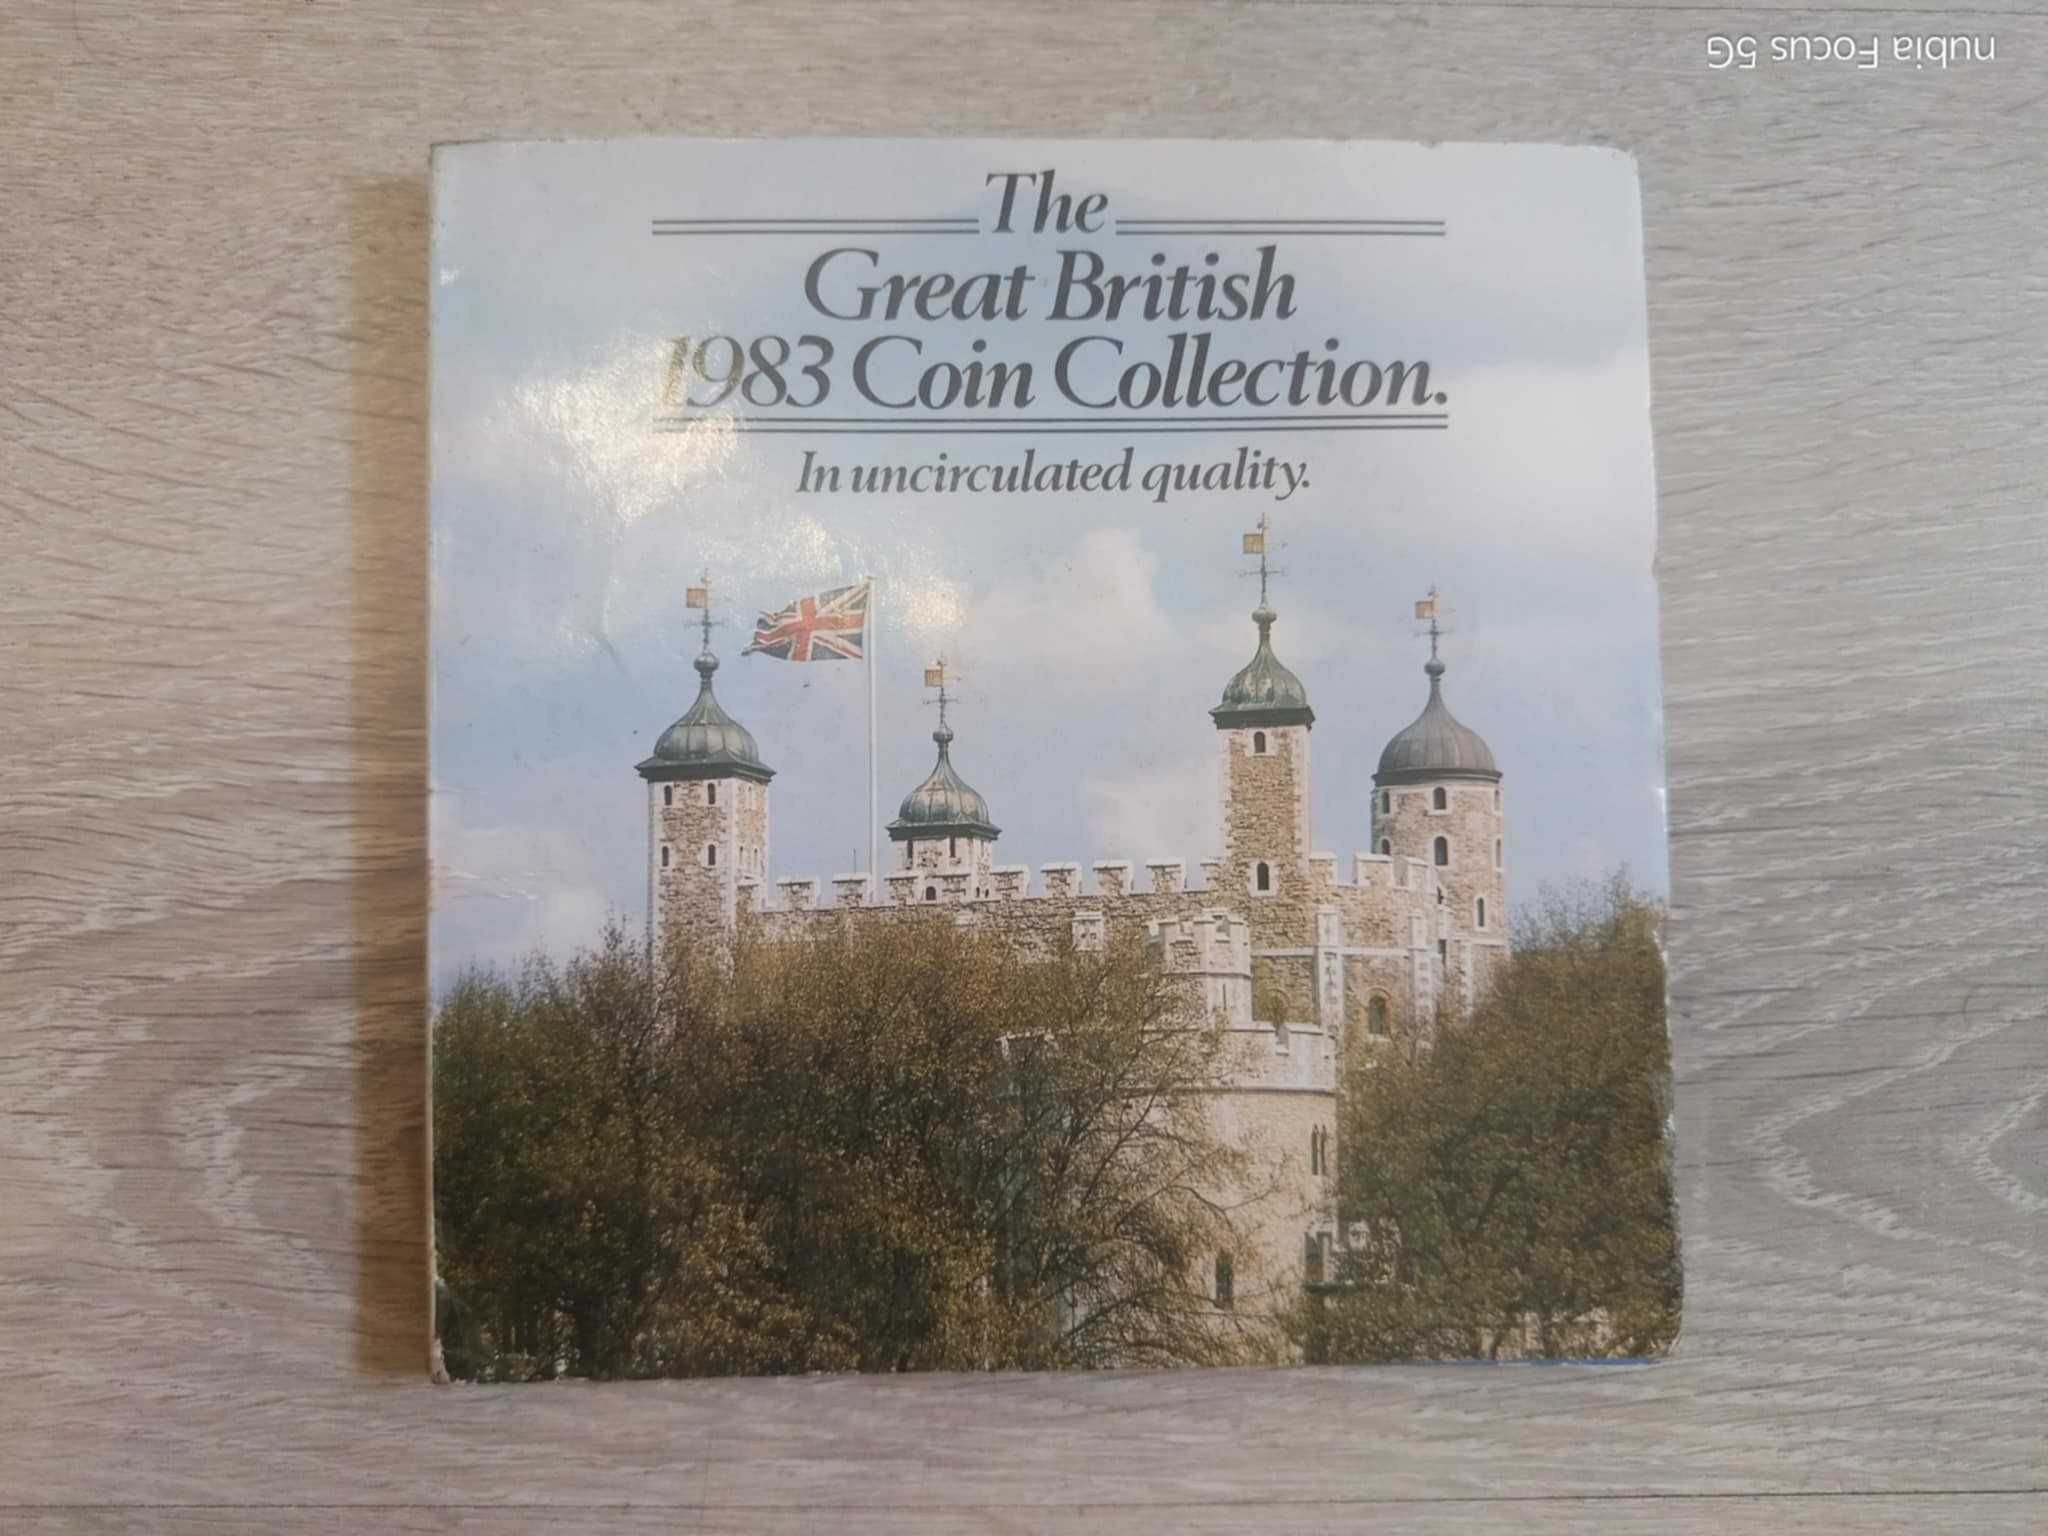 nubia Focus 5G
The
Great British
1983 Coin Collection.
In uncirculated quality.